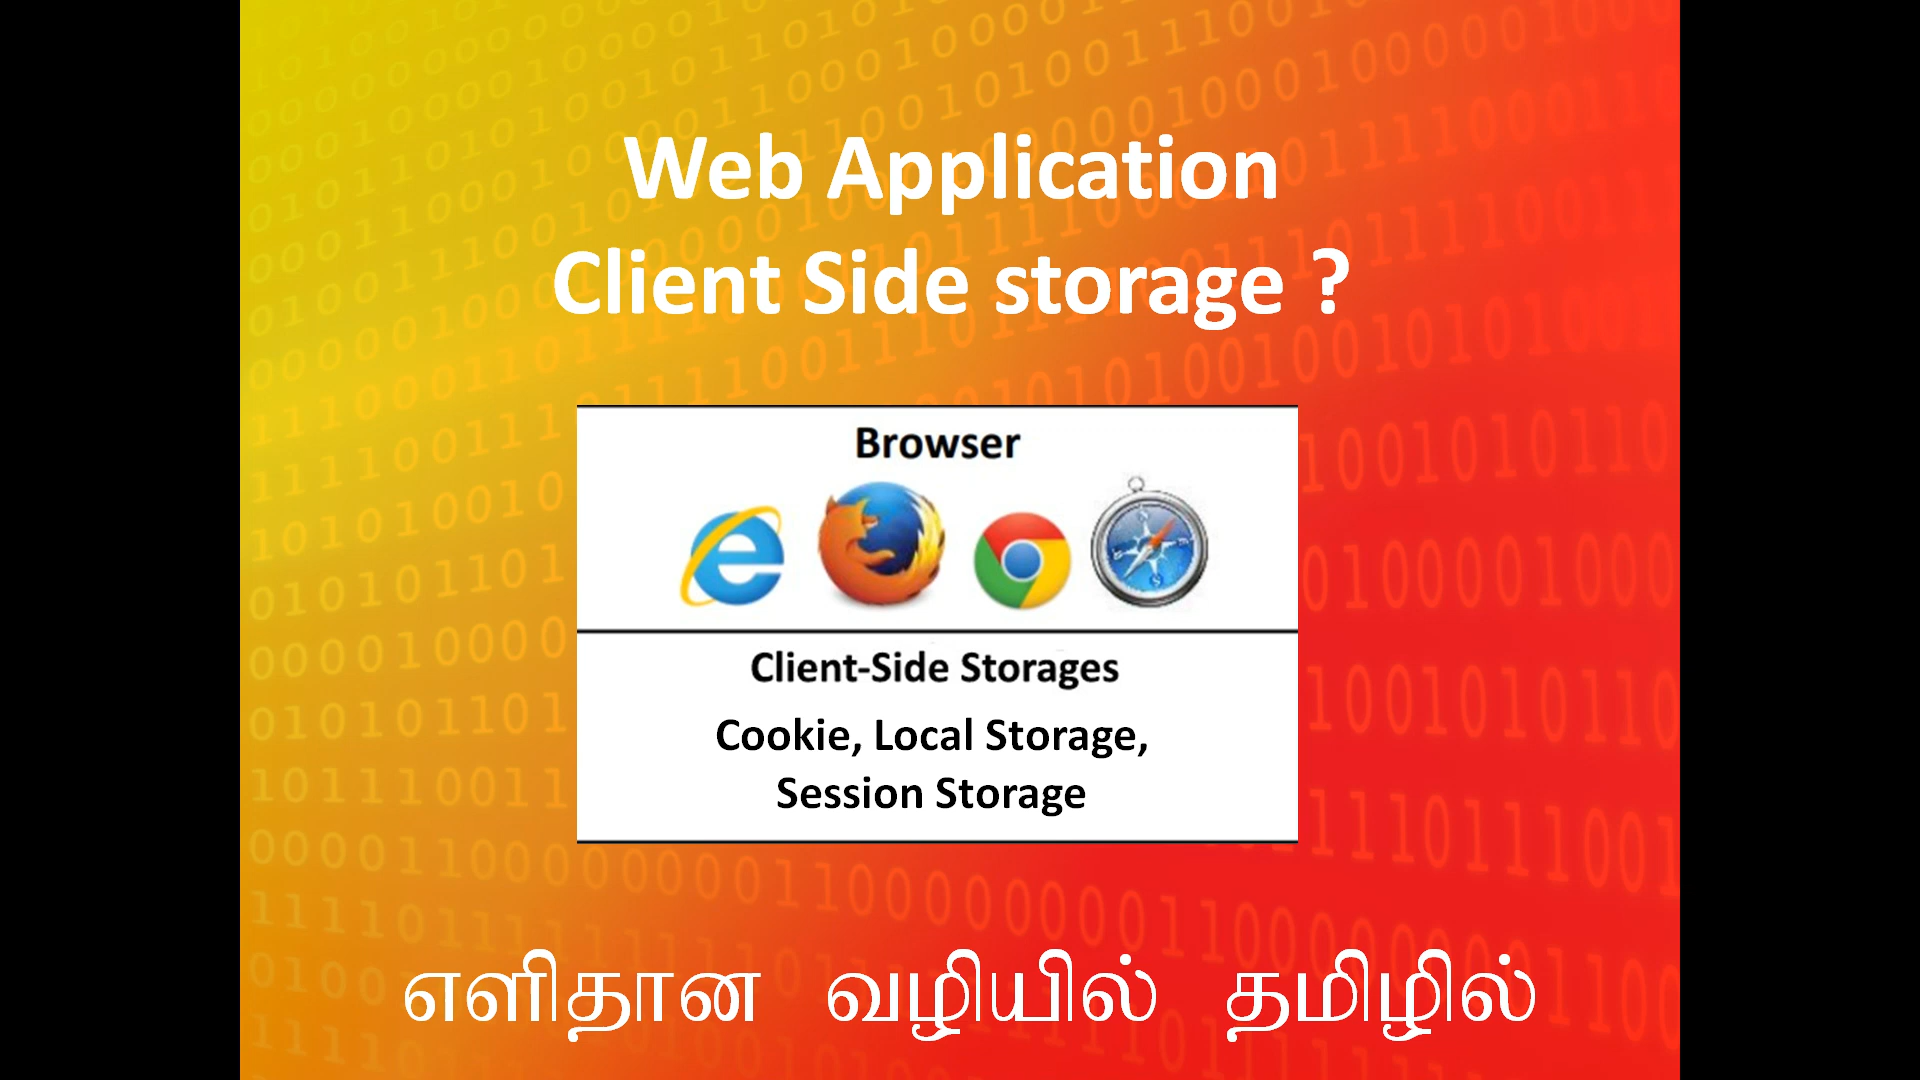 Web Application
Client Side storage ?
Browser
Client-Side Storages
Cookie, Local Storage,
Session Storage
எளிதான வழியில் தமிழில்